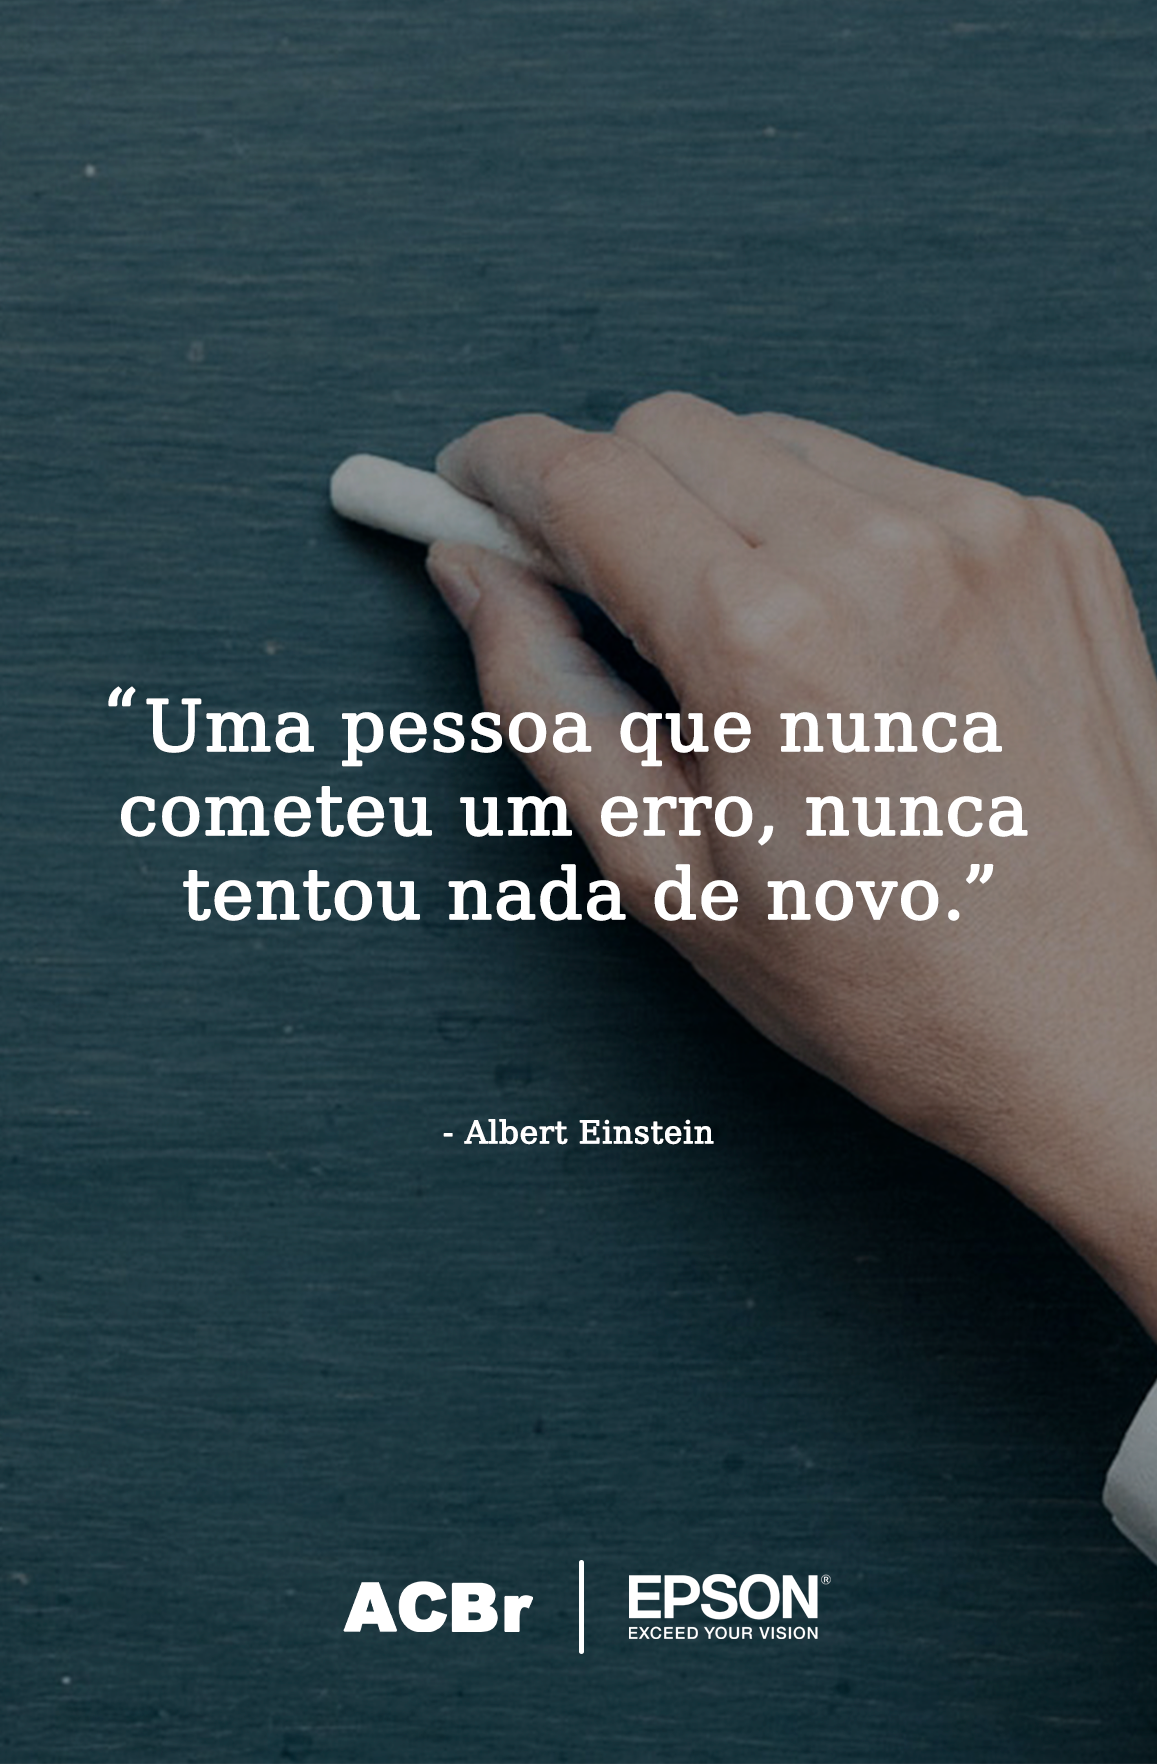 “Uma pessoa que nunca
cometeu um erro, nunca
tentou nada de novo.”
- Albert Einstein
ACBr
EPSON®
EXCEED YOUR VISION